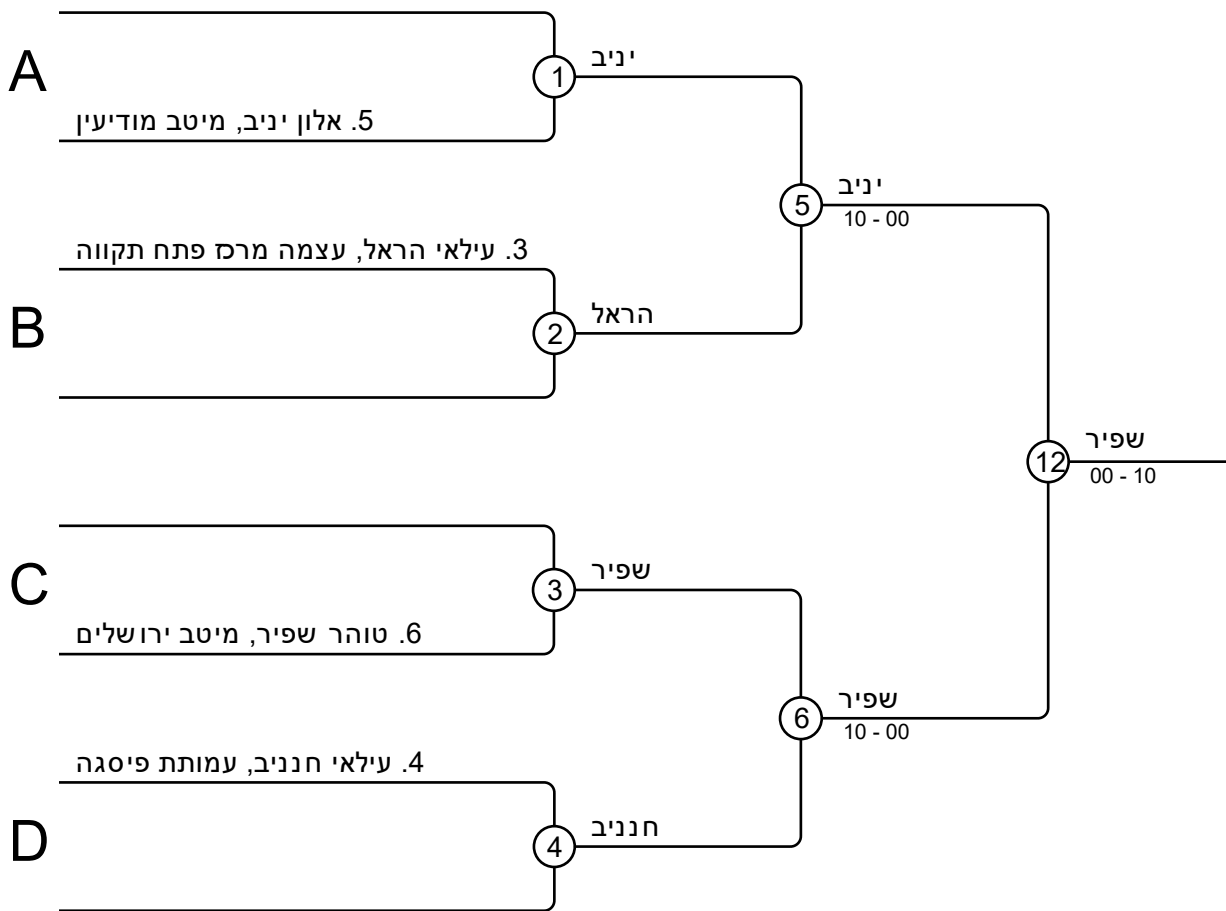 A
1
יניב
5. אלון יניב, מיטב מודיעין
5
יניב
10 - 00
3. עילאי הראל, עצמה מרכז פתח תקווה
B
2
הראל
12
שפיר
00 - 10
C
3
שפיר
6. טוהר שפיר, מיטב ירושלים
6
שפיר
10 - 00
4. עילאי חנניב, עמותת פיסגה
D
4
חנניב